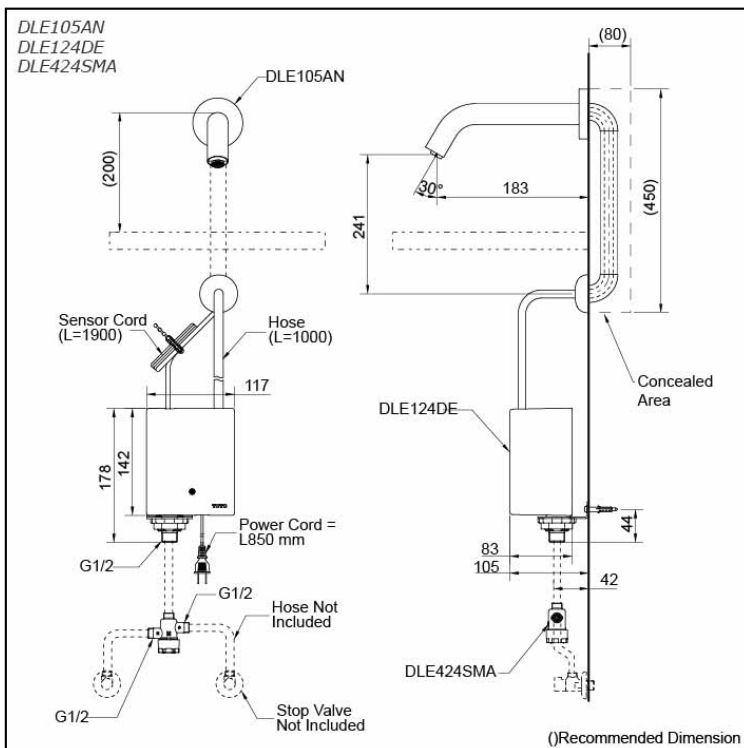 DLE105AN
DLE124DE
DLE424SMA
(80)
DLE105AN
(200)
30°
183
241
(450)
Sensor Cord
(L=1900)
Hose
(L=1000)
117
Concealed
Area
DLE124DE
178
142
TOTO
44
Power Cord =
L850 mm
G1/2
83
105
42
G1/2
Hose Not
Included
DLE424SMA
G1/2
Stop Valve
Not Included
()Recommended Dimension